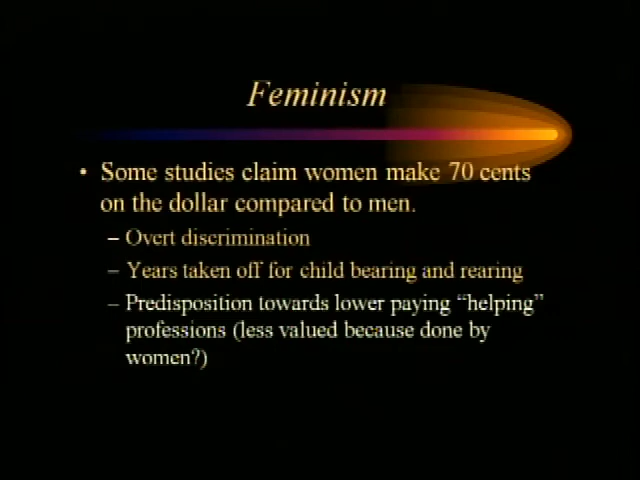 Feminism
• Some studies claim women make 70 cents
on the dollar compared to men.
– Overt discrimination
– Years taken off for child bearing and rearing
– Predisposition towards lower paying “helping”
professions (less valued because done by
women?)